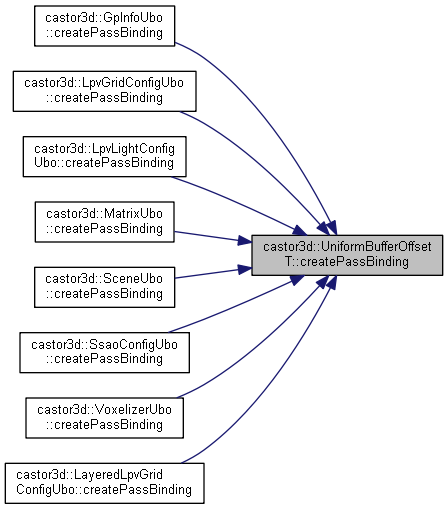 castor3d::GpInfoUbo
::createPassBinding
castor3d::LpvGridConfigUbo
::createPassBinding
castor3d::LpvLightConfig
Ubo::createPassBinding
castor3d::MatrixUbo
::createPassBinding
castor3d::UniformBufferOffset
T::createPassBinding
castor3d::SceneUbo
::createPassBinding
castor3d::SsaoConfigUbo
::createPassBinding
castor3d::VoxelizerUbo
::createPassBinding
castor3d::LayeredLpvGrid
ConfigUbo::createPassBinding